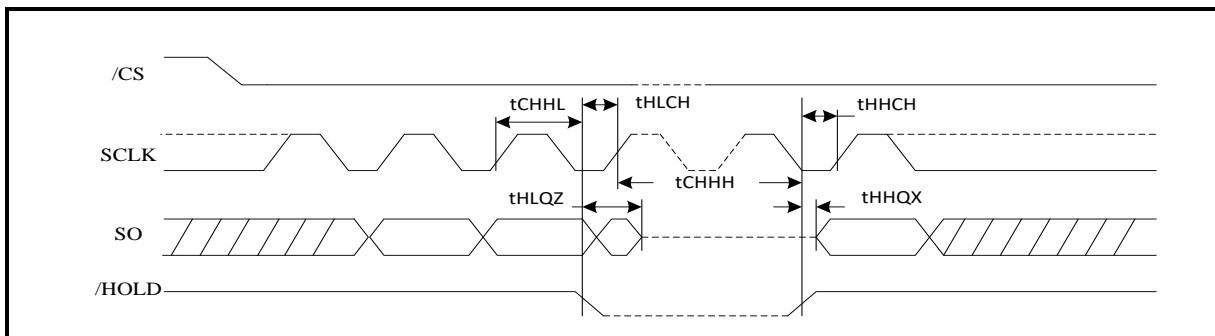 /CS
tCHHL
tHLCH
tHHCH
SCLK
tCHHH
tHLQZ
tHHQX
SO
/HOLD